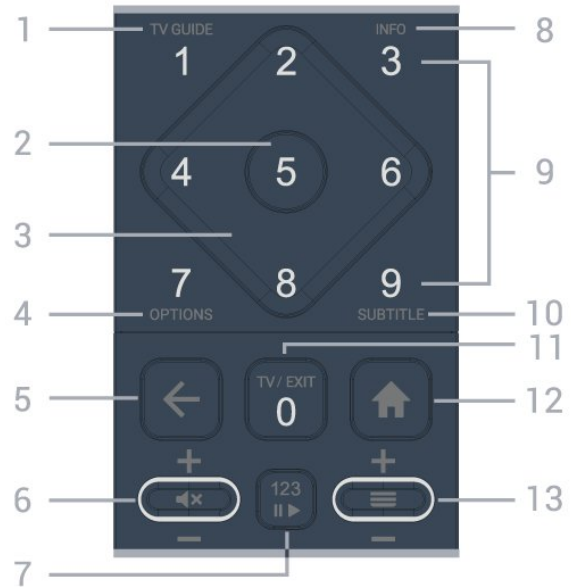 1 TV GUIDE INFO 8
1 2 3
2
4 5 6 9
3
7 8 9
4 OPTIONS SUBTITLE 10
11
5 TV / EXIT 12
0
+ +
6 13
123
− −
7